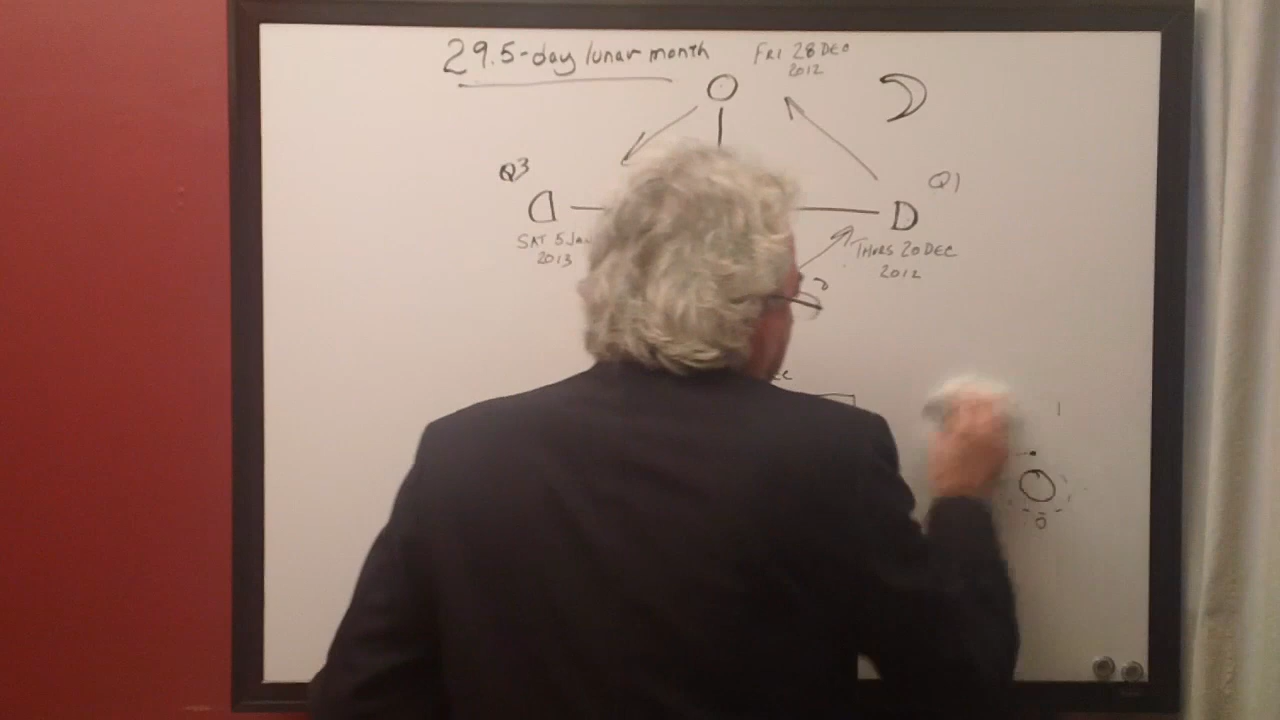 29.5-day lunar month
FRI 28 DEC
2012
Q3
Q1
SAT 5 Jan
2013
THURS 20 DEC
2012